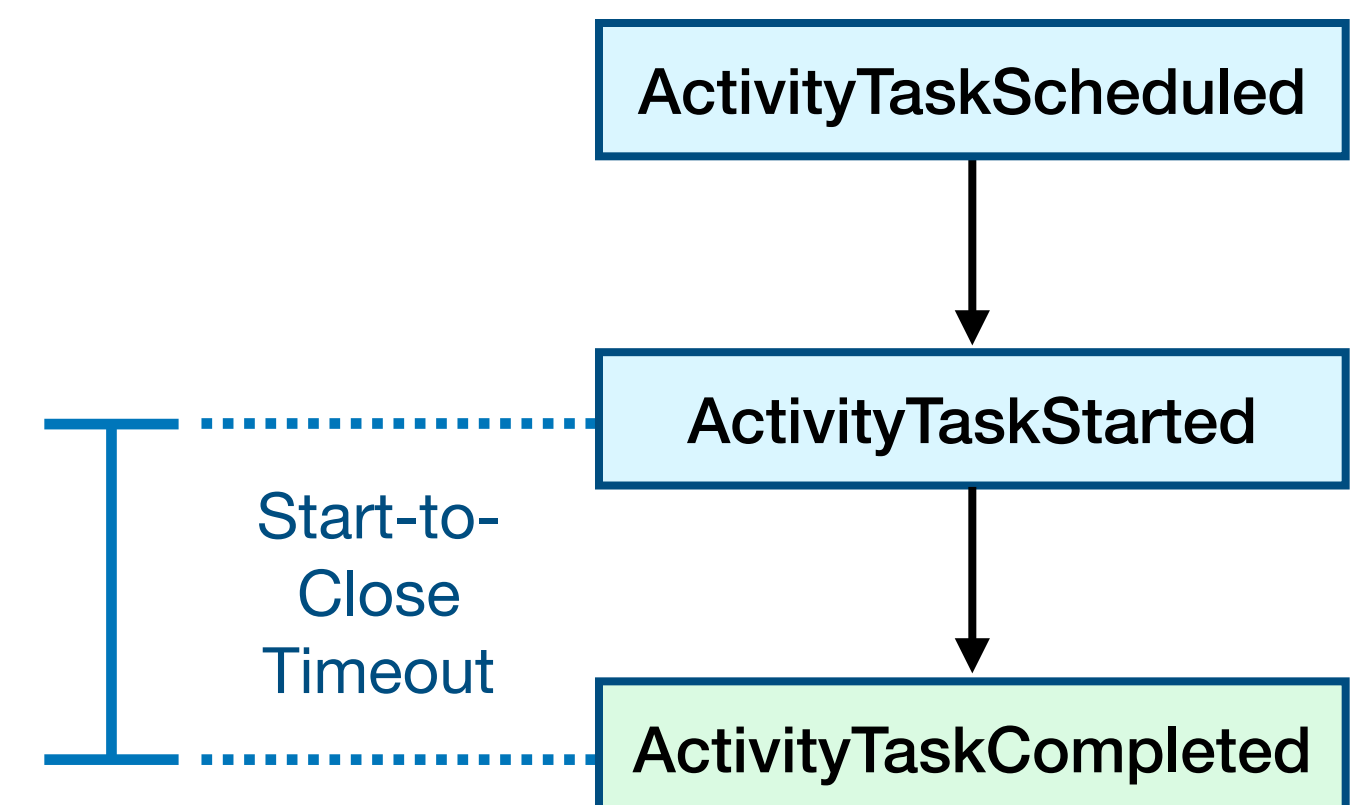 ActivityTaskScheduled
ActivityTaskStarted
Start-to-
Close
Timeout
ActivityTaskCompleted